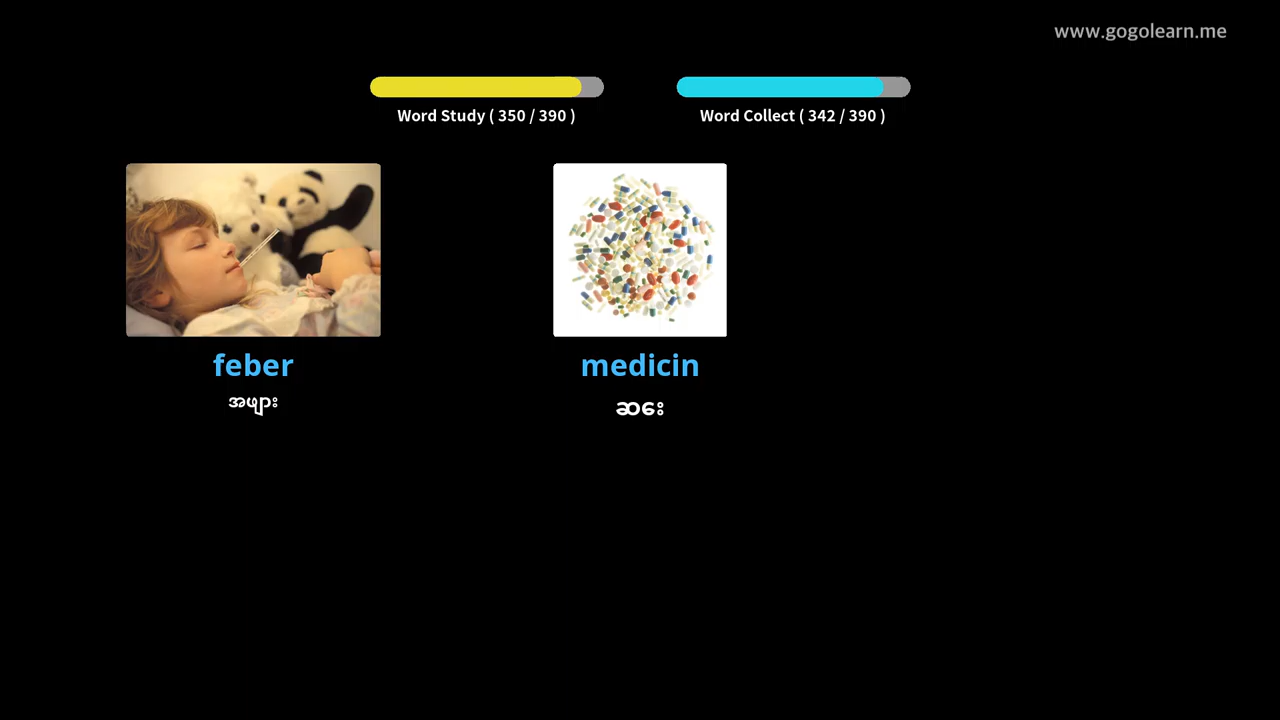 www.gogolearn.me
Word Study ( 350 / 390 )
Word Collect ( 342 / 390 )
feber
medicin
အဖျား
ဆေး